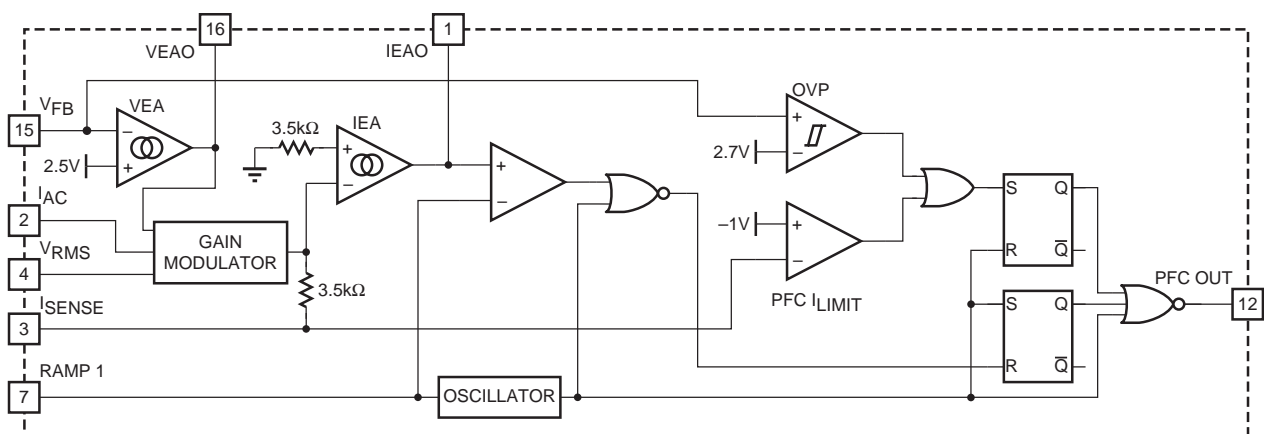 16
1
VEAO
IEAO
VFB
VEA
OVP
15
2.5V
3.5kΩ
IEA
2.7V
IAC
2
VRMS
4
GAIN
MODULATOR
3.5kΩ
–1V
PFC ILIMIT
S
Q
R
Q̅
S
Q
R
Q̅
PFC OUT
12
ISENSE
3
RAMP 1
7
OSCILLATOR
+
–
+
–
+
–
+
–
+
–